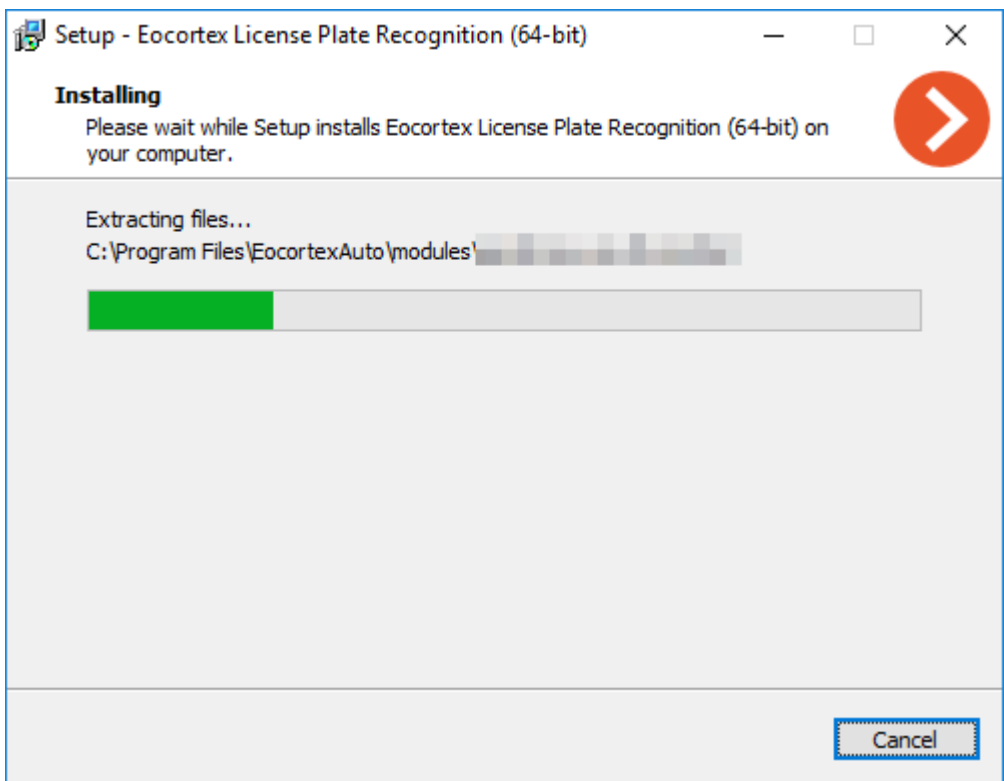 Setup - Eocortex License Plate Recognition (64-bit)
Installing
Please wait while Setup installs Eocortex License Plate Recognition (64-bit) on
your computer.
Extracting files...
C:\Program Files\EocortexAuto\modules\
Cancel